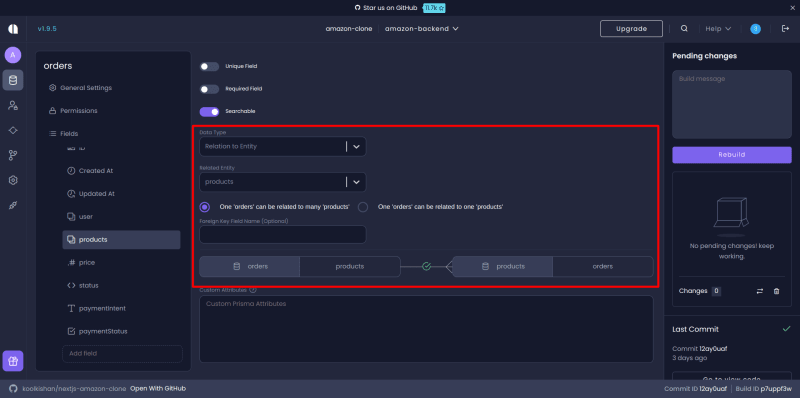 Star us on GitHub 11.7k
v1.9.5
amazon-clone
amazon-backend
Upgrade
Help
3
A
orders
General Settings
Permissions
Fields
ID
Created At
Updated At
user
products
price
status
paymentIntent
paymentStatus
Add field
Unique Field
Required Field
Searchable
Data Type
Relation to Entity
Related Entity
products
One 'orders' can be related to many 'products'
One 'orders' can be related to one 'products'
Foreign Key Field Name (Optional)
orders
products
products
orders
Custom Attributes
Custom Prisma Attributes
Pending changes
Build message
Rebuild
No pending changes! keep
working.
Changes 0
Last Commit
Commit 12ay0uaf
3 days ago
Go to view code
koolkishan/nextjs-amazon-clone Open With GitHub
Commit ID 12ay0uaf
Build ID p7uppf3w